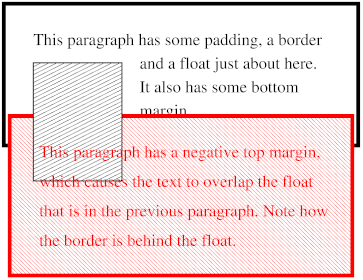 This paragraph has some padding, a border
and a float just about here.
It also has some bottom
margin
This paragraph has a negative top margin,
which causes the text to overlap the float
that is in the previous paragraph. Note how
the border is behind the float.